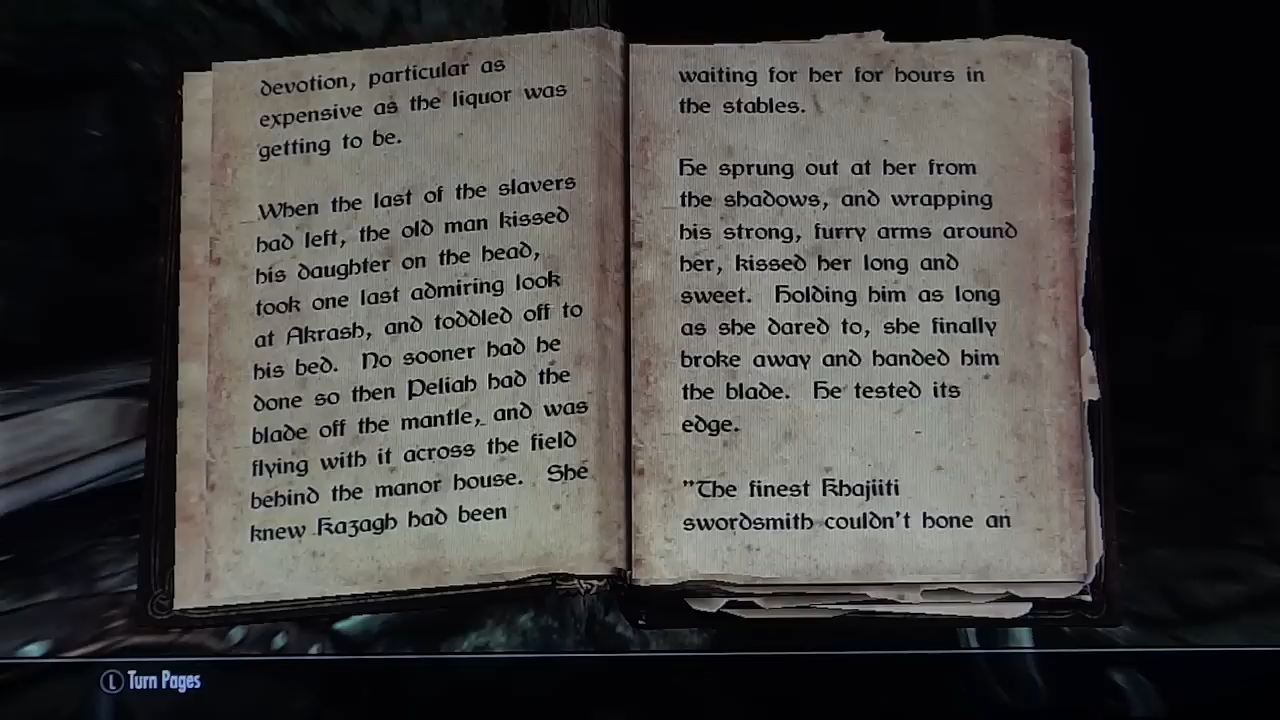 devotion, particular as
expensive as the liquor was
getting to be.
When the last of the slavers
had left, the old man kissed
his daughter on the head,
took one last admiring look
at Akrash, and toddled off to
his bed. No sooner had he
done so then Peliah had the
blade off the mantle, and was
flying with it across the field
behind the manor house. She
knew Kazagh had been
waiting for her for hours in
the stables.
He sprung out at her from
the shadows, and wrapping
his strong, furry arms around
her, kissed her long and
sweet. Holding him as long
as she dared to, she finally
broke away and handed him
the blade. He tested its
edge.
"The finest Khajiiti
swordsmith couldn't hone an
L Turn Pages